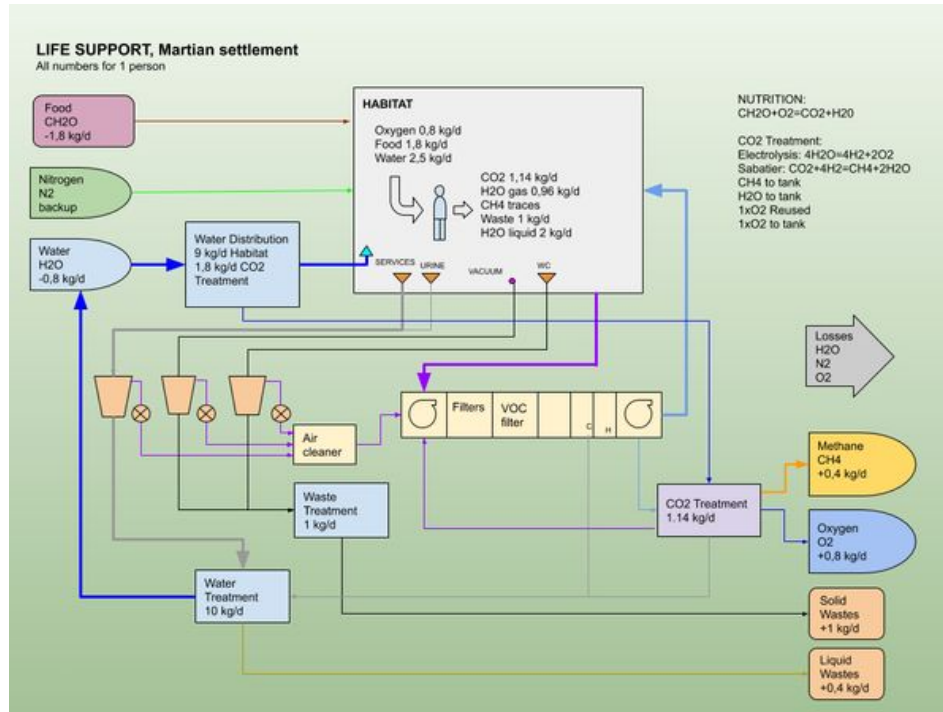 LIFE SUPPORT, Martian settlement
All numbers for 1 person
Food
CH2O
-1,8 kg/d
Nitrogen
N2
backup
Water
H2O
-0,8 kg/d
Water Distribution
9 kg/d Habitat
1,8 kg/d CO2
Treatment
HABITAT
Oxygen 0,8 kg/d
Food 1,8 kg/d
Water 2,5 kg/d
CO2 1,14 kg/d
H2O gas 0,96 kg/d
CH4 traces
Waste 1 kg/d
H2O liquid 2 kg/d
SERVICES
URINE
VACUUM
WC
NUTRITION:
CH2O+O2=CO2+H20
CO2 Treatment:
Electrolysis: 4H2O=4H2+2O2
Sabatier: CO2+4H2=CH4+2H2O
CH4 to tank
H2O to tank
1xO2 Reused
1xO2 to tank
Losses
H2O
N2
O2
Filters
VOC
filter
C
H
Air
cleaner
Waste
Treatment
1 kg/d
CO2 Treatment
1.14 kg/d
Water
Treatment
10 kg/d
Methane
CH4
+0,4 kg/d
Oxygen
O2
+0,8 kg/d
Solid
Wastes
+1 kg/d
Liquid
Wastes
+0,4 kg/d